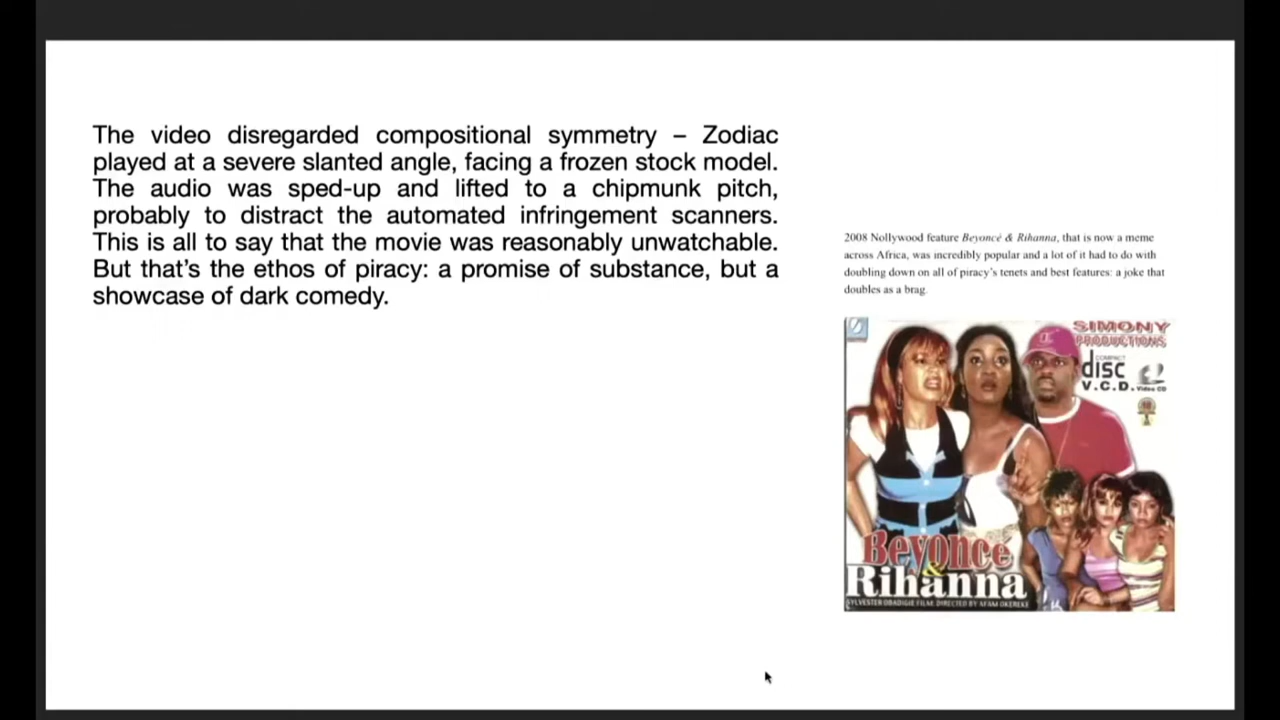 The video disregarded compositional symmetry – Zodiac
played at a severe slanted angle, facing a frozen stock model.
The audio was sped-up and lifted to a chipmunk pitch,
probably to distract the automated infringement scanners.
This is all to say that the movie was reasonably unwatchable.
But that’s the ethos of piracy: a promise of substance, but a
showcase of dark comedy.
2008 Nollywood feature Beyoncé & Rihanna, that is now a meme
across Africa, was incredibly popular and a lot of it had to do with
doubling down on all of piracy’s tenets and best features: a joke that
doubles as a brag.
SIMONY
PRODUCTIONS
COMPACT
disc
V.C.D. Video CD
Beyoncé
&
Rihanna
SYLVESTER OBADIGIE FILM. DIRECTED BY AFAM OKEREKE